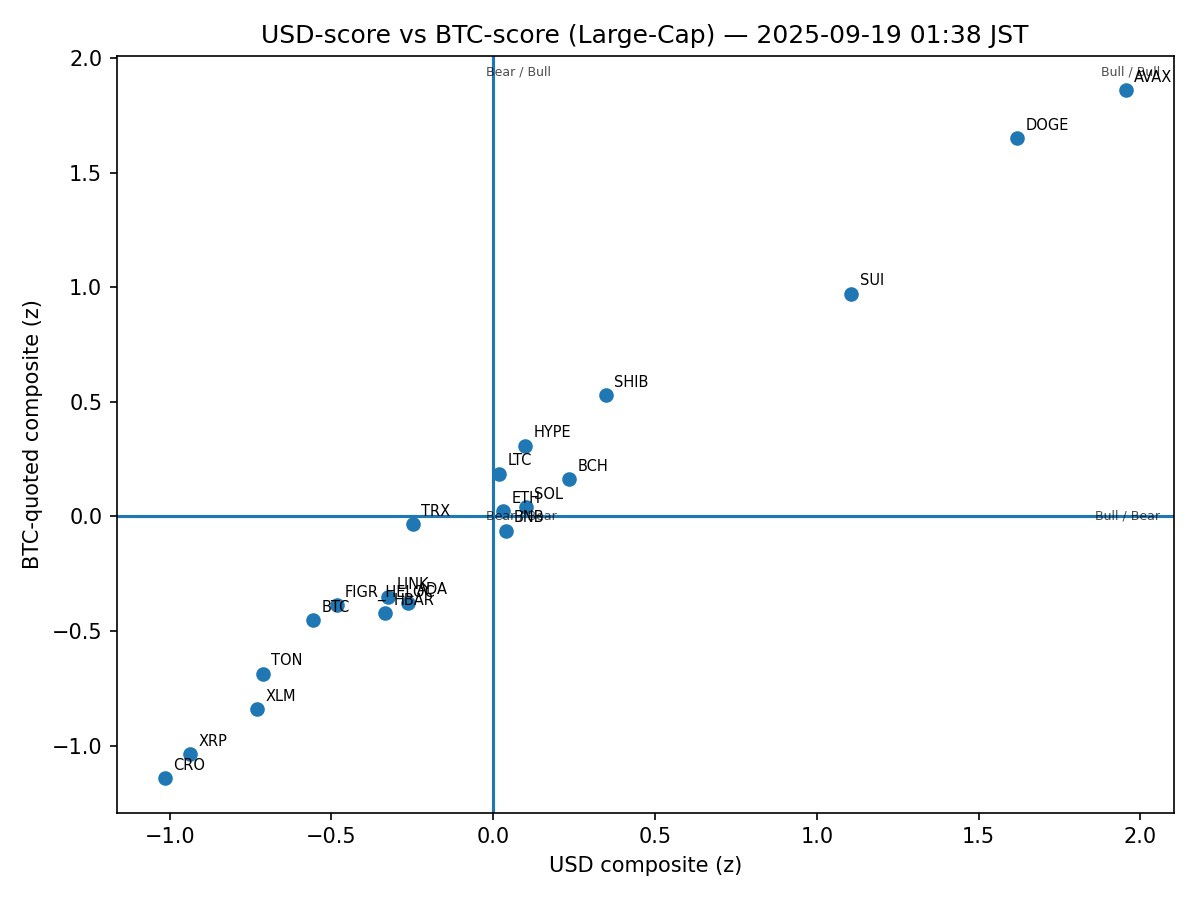 USD-score vs BTC-score (Large-Cap) — 2025-09-19 01:38 JST
Bear / Bull
Bull / Bull
AVAX
DOGE
SUI
SHIB
HYPE
LTC
BCH
SOL
ETH
TRX
BNB
Bear / Bear
Bull / Bear
LINK
ADA
FIGR_HELOC
HBAR
BTC
TON
XLM
XRP
CRO
2.0
1.5
1.0
0.5
0.0
−0.5
−1.0
−1.0
−0.5
0.0
0.5
1.0
1.5
2.0
BTC-quoted composite (z)
USD composite (z)